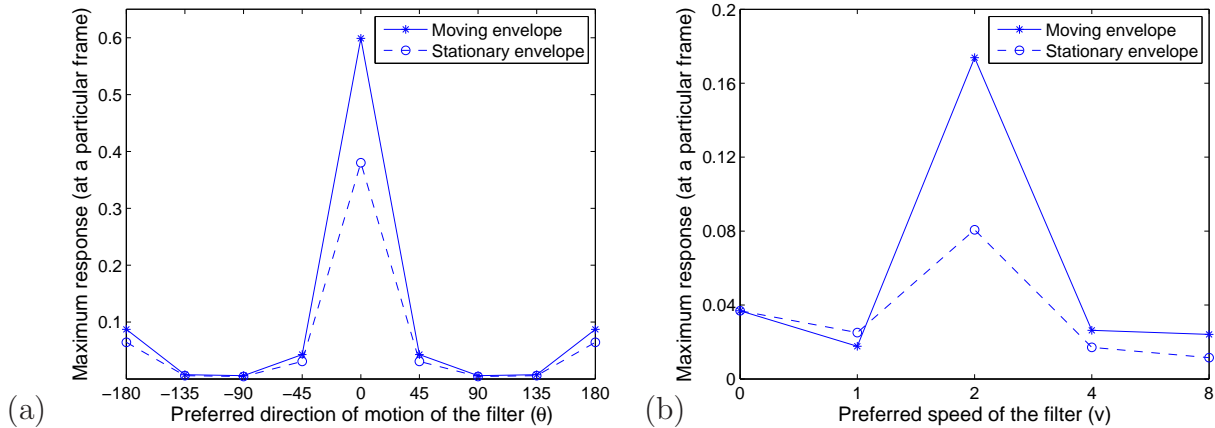 (a)
Maximum response (at a particular frame)
0.6
0.5
0.4
0.3
0.2
0.1
−180 −135 −90 −45 0 45 90 135 180
Preferred direction of motion of the filter (θ)
Moving envelope
Stationary envelope
(b)
Maximum response (at a particular frame)
0.2
0.16
0.12
0.08
0.04
0
0 1 2 4 8
Preferred speed of the filter (v)
Moving envelope
Stationary envelope